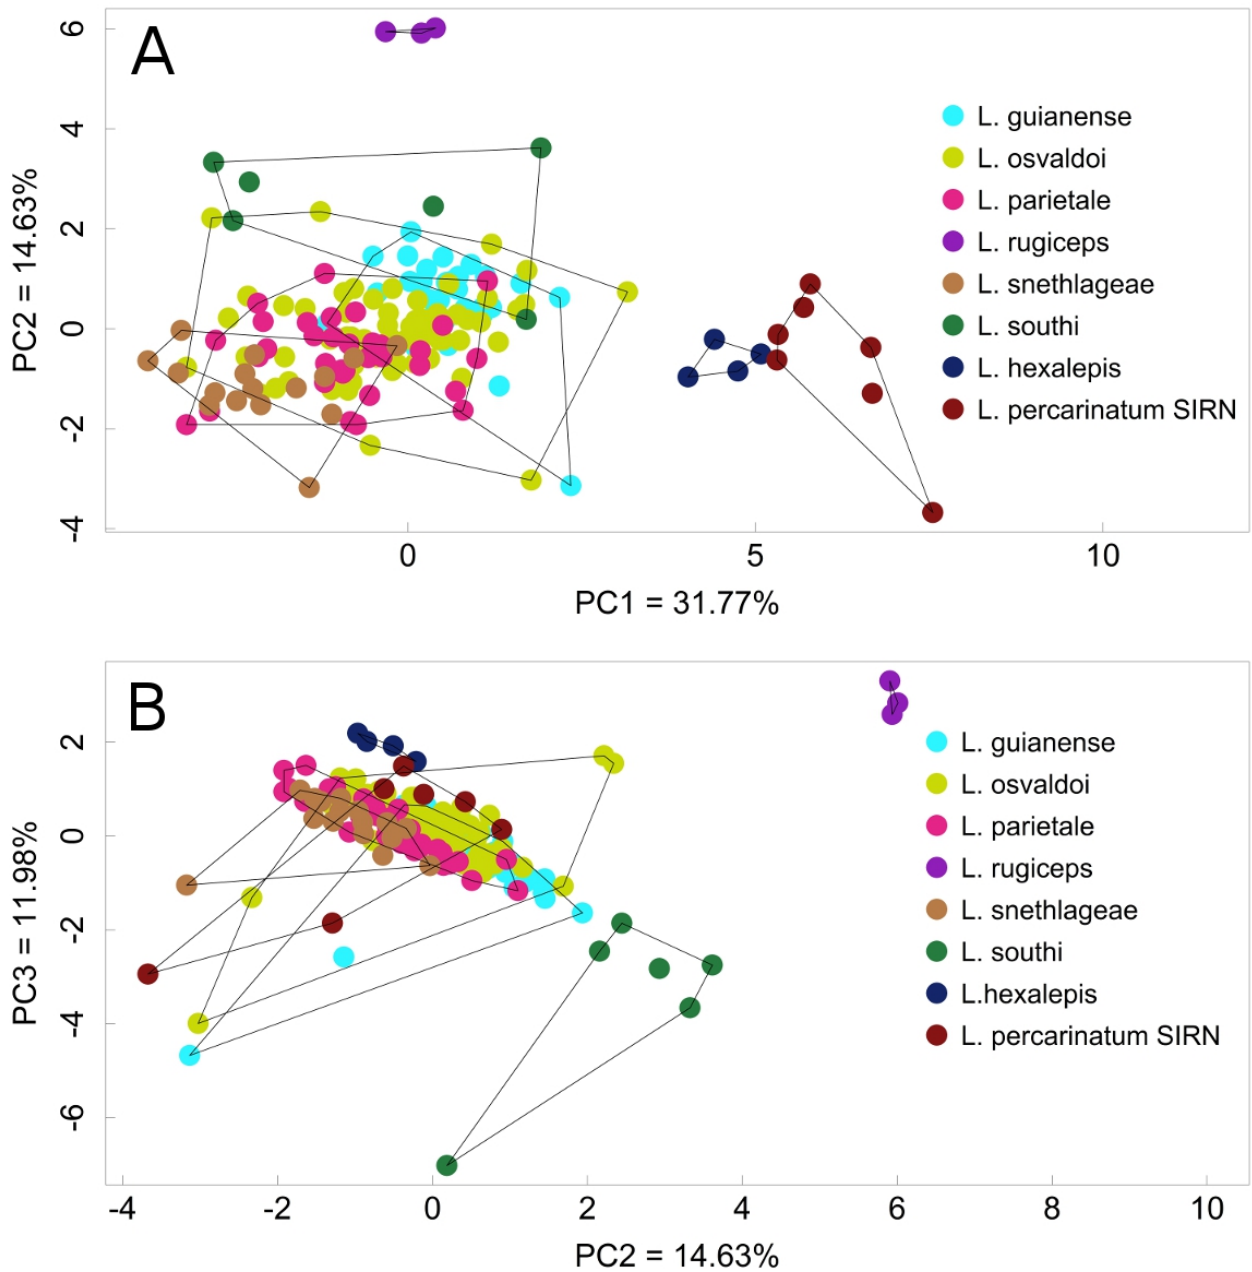 A
6
4
2
0
-2
-4
PC2 = 14.63%
L. guianense
L. osvaldoi
L. parietale
L. rugiceps
L. snethlageae
L. southi
L. hexalepis
L. percarinatum SIRN
0 5 10
PC1 = 31.77%
B
2
0
-2
-4
-6
PC3 = 11.98%
L. guianense
L. osvaldoi
L. parietale
L. rugiceps
L. snethlageae
L. southi
L.hexalepis
L. percarinatum SIRN
-4 -2 0 2 4 6 8 10
PC2 = 14.63%